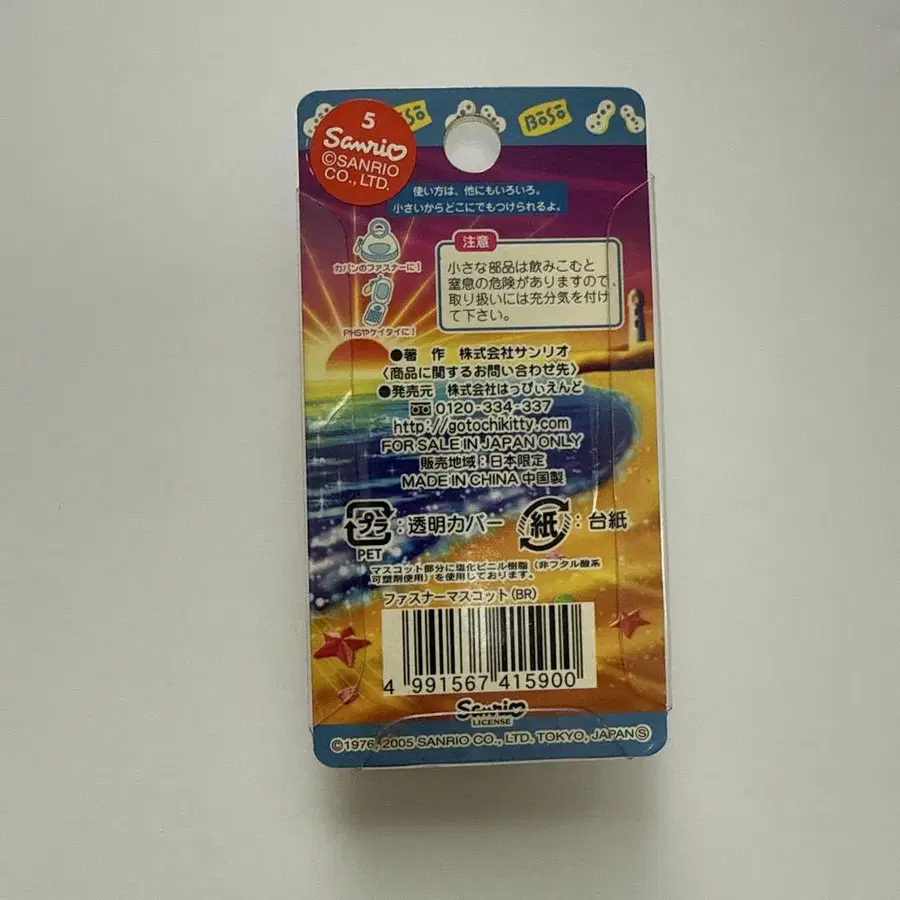 BōSō
5
Sanrio
©SANRIO
CO., LTD.
使い方は、他にもいろいろ。
小さいからどこにでもつけられるよ。
カバンのファスナーに!
PHSやケイタイに!
注意
小さな部品は飲みこむと
窒息の危険がありますので、
取り扱いには充分気を付け
て下さい。
●著 作 株式会社サンリオ
〈商品に関するお問い合わせ先〉
●発売元 株式会社はっぴぃえんど
0120-334-337
http://gotochikitty.com
FOR SALE IN JAPAN ONLY
販売地域:日本限定
MADE IN CHINA 中国製
プラ:透明カバー 紙:台紙
PET
マスコット部分に塩化ビニル樹脂(非フタル酸系
可塑剤使用)を使用しております。
ファスナーマスコット(BR)
4 991567 415900
Sanrio
LICENSE
©1976, 2005 SANRIO CO., LTD. TOKYO, JAPAN Ⓢ